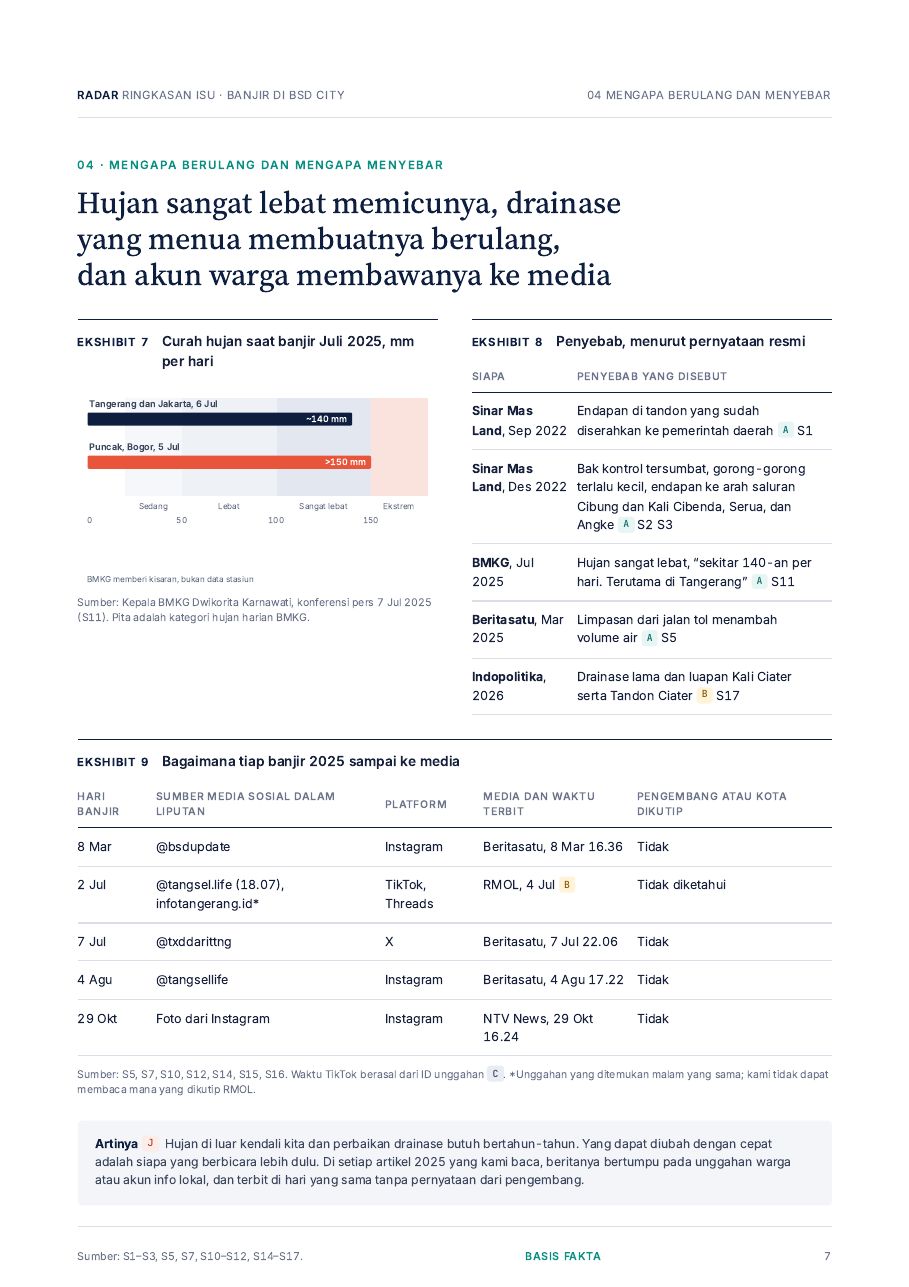 RADAR RINGKASAN ISU · BANJIR DI BSD CITY
04 MENGAPA BERULANG DAN MENYEBAR
04 · MENGAPA BERULANG DAN MENGAPA MENYEBAR
Hujan sangat lebat memicunya, drainase
yang menua membuatnya berulang,
dan akun warga membawanya ke media
EKSHIBIT 7 Curah hujan saat banjir Juli 2025, mm
per hari
Tangerang dan Jakarta, 6 Jul
~140 mm
Puncak, Bogor, 5 Jul
>150 mm
Sedang Lebat Sangat lebat Ekstrem
0 50 100 150
BMKG memberi kisaran, bukan data stasiun
Sumber: Kepala BMKG Dwikorita Karnawati, konferensi pers 7 Jul 2025
(S11). Pita adalah kategori hujan harian BMKG.
EKSHIBIT 8 Penyebab, menurut pernyataan resmi
SIAPA PENYEBAB YANG DISEBUT
Sinar Mas Endapan di tandon yang sudah
Land, Sep 2022 diserahkan ke pemerintah daerah A S1
Sinar Mas Bak kontrol tersumbat, gorong-gorong
Land, Des 2022 terlalu kecil, endapan ke arah saluran
Cibung dan Kali Cibenda, Serua, dan
Angke A S2 S3
BMKG, Jul Hujan sangat lebat, “sekitar 140-an per
2025 hari. Terutama di Tangerang” A S11
Beritasatu, Mar Limpasan dari jalan tol menambah
2025 volume air A S5
Indopolitika, Drainase lama dan luapan Kali Ciater
2026 serta Tandon Ciater B S17
EKSHIBIT 9 Bagaimana tiap banjir 2025 sampai ke media
HARI SUMBER MEDIA SOSIAL DALAM PLATFORM MEDIA DAN WAKTU PENGEMBANG ATAU KOTA
BANJIR LIPUTAN TERBIT DIKUTIP
8 Mar @bsdupdate Instagram Beritasatu, 8 Mar 16.36 Tidak
2 Jul @tangsel.life (18.07), TikTok, RMOL, 4 Jul B Tidak diketahui
infotangerang.id* Threads
7 Jul @txddarittng X Beritasatu, 7 Jul 22.06 Tidak
4 Agu @tangsellife Instagram Beritasatu, 4 Agu 17.22 Tidak
29 Okt Foto dari Instagram Instagram NTV News, 29 Okt Tidak
16.24
Sumber: S5, S7, S10, S12, S14, S15, S16. Waktu TikTok berasal dari ID unggahan C. *Unggahan yang ditemukan malam yang sama; kami tidak dapat
membaca mana yang dikutip RMOL.
Artinya J Hujan di luar kendali kita dan perbaikan drainase butuh bertahun-tahun. Yang dapat diubah dengan cepat
adalah siapa yang berbicara lebih dulu. Di setiap artikel 2025 yang kami baca, beritanya bertumpu pada unggahan warga
atau akun info lokal, dan terbit di hari yang sama tanpa pernyataan dari pengembang.
Sumber: S1–S3, S5, S7, S10–S12, S14–S17.
BASIS FAKTA
7